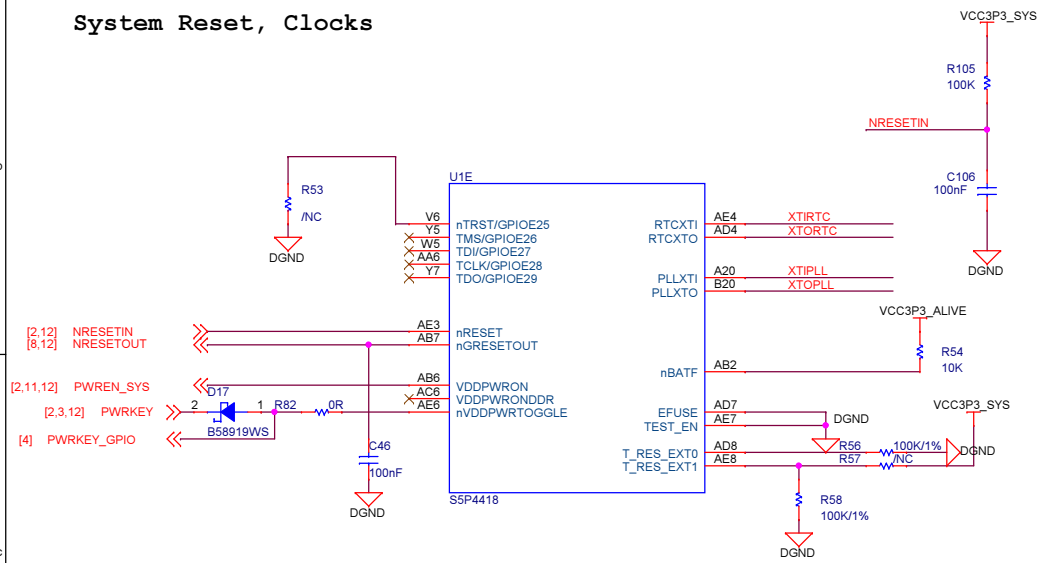 System Reset, Clocks
VCC3P3_SYS
R105
100K
NRESETIN
C106
100nF
DGND
R53
/NC
DGND
U1E
V6 nTRST/GPIOE25
Y5 TMS/GPIOE26
W5 TDI/GPIOE27
AA6 TCLK/GPIOE28
Y7 TDO/GPIOE29
RTCXTI AE4 XTIRTC
RTCXTO AD4 XTORTC
PLLXTI A20 XTIPLL
PLLXTO B20 XTOPLL
VCC3P3_ALIVE
R54
10K
[2,12] NRESETIN AE3 nRESET
[8,12] NRESETOUT AB7 nGRESETOUT
nBATF AB2
[2,11,12] PWREN_SYS AB6 VDDPWRON
D17 AC6 VDDPWRONDDR
[2,3,12] PWRKEY 2 1 R82 0R AE6 nVDDPWRTOGGLE
B58919WS
[4] PWRKEY_GPIO
VCC3P3_SYS
EFUSE AD7
TEST_EN AE7 DGND
T_RES_EXT0 AD8 R56 100K/1% DGND
T_RES_EXT1 AE8 R57 /NC
C46
100nF
DGND
S5P4418
R58
100K/1%
DGND